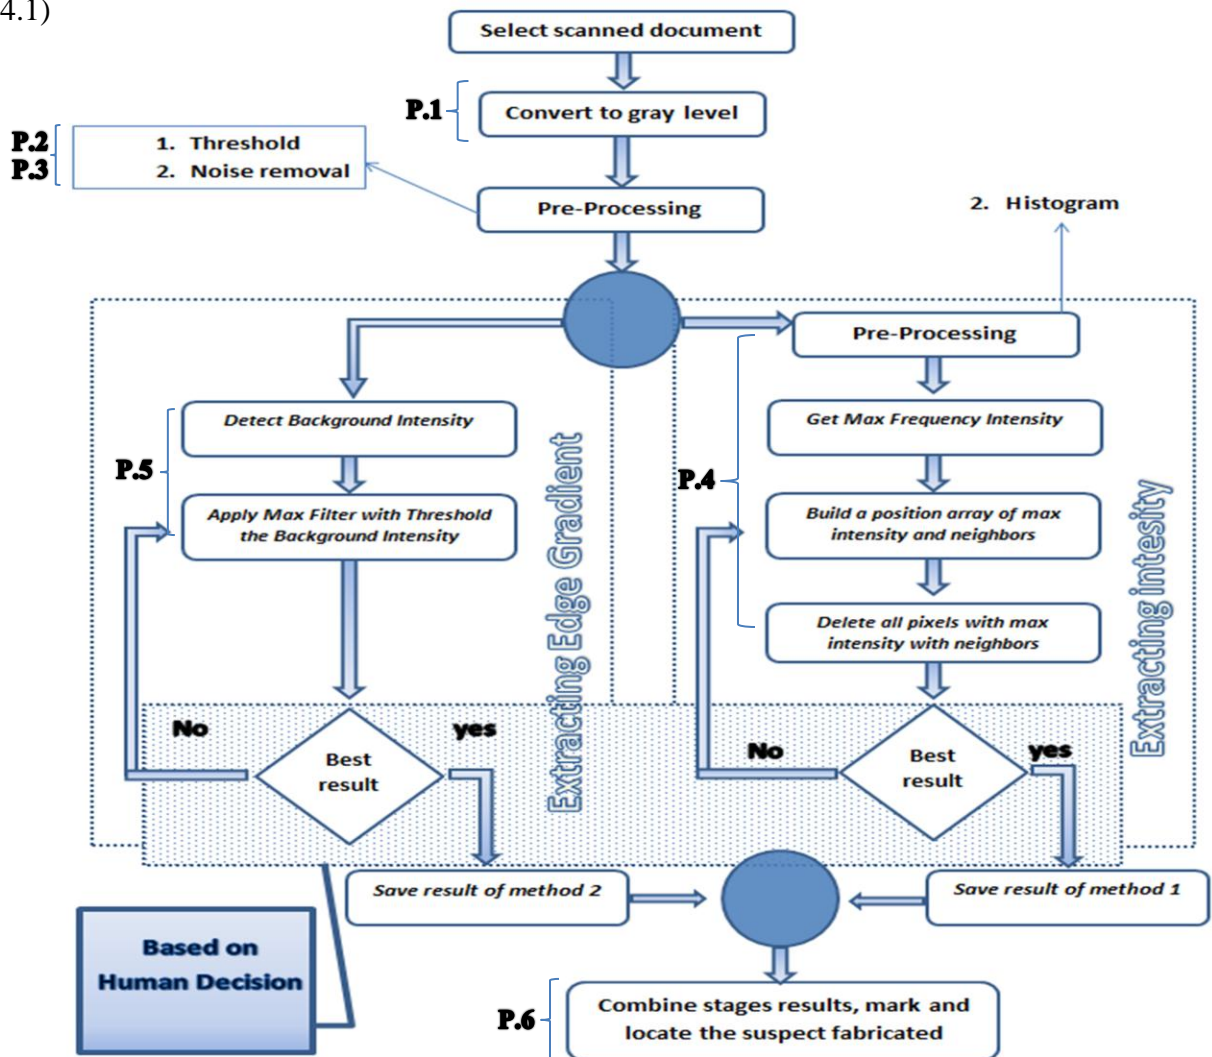 4.1)
Select scanned document
P.1
Convert to gray level
P.2
P.3
1. Threshold
2. Noise removal
Pre-Processing
2. Histogram
Pre-Processing
Detect Background Intensity
P.5
Apply Max Filter with Threshold
the Background Intensity
Extracting Edge Gradient
Get Max Frequency Intensity
P.4
Build a position array of max
intensity and neighbors
Delete all pixels with max
intensity with neighbors
Extracting intesity
No
yes
Best
result
No
yes
Best
result
Save result of method 2
Save result of method 1
Based on
Human Decision
P.6
Combine stages results, mark and
locate the suspect fabricated